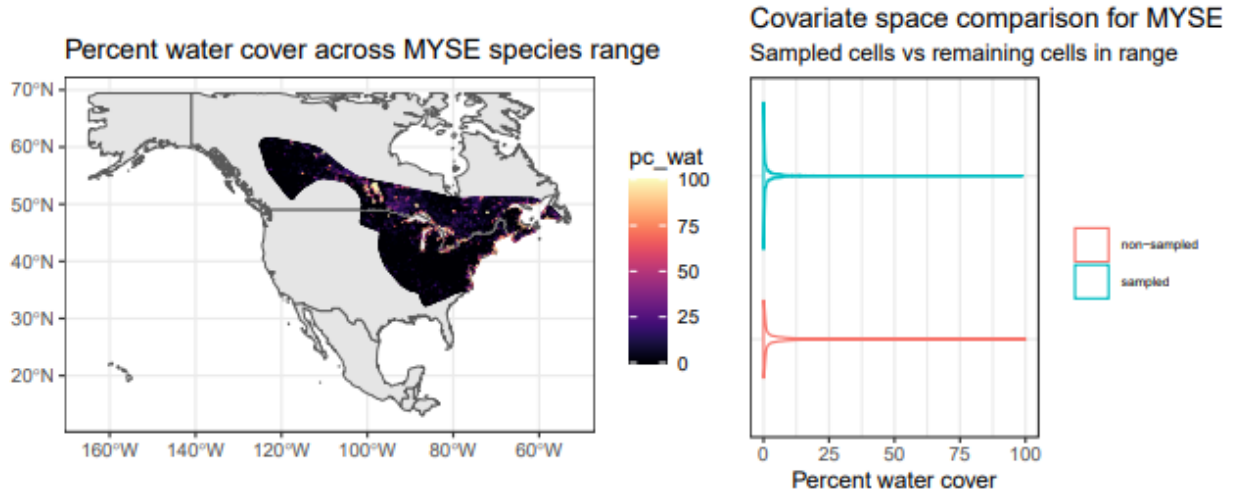 Percent water cover across MYSE species range
70°N
60°N
50°N
40°N
30°N
20°N
160°W 140°W 120°W 100°W 80°W 60°W
pc_wat
100
75
50
25
0
Covariate space comparison for MYSE
Sampled cells vs remaining cells in range
0 25 50 75 100
Percent water cover
non-sampled
sampled